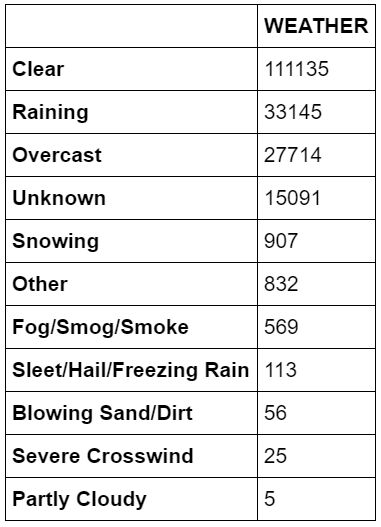 WEATHER
Clear 111135
Raining 33145
Overcast 27714
Unknown 15091
Snowing 907
Other 832
Fog/Smog/Smoke 569
Sleet/Hail/Freezing Rain 113
Blowing Sand/Dirt 56
Severe Crosswind 25
Partly Cloudy 5